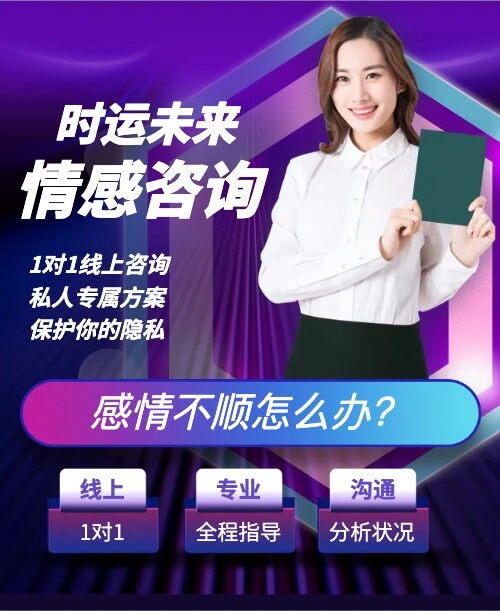 时运未来
情感咨询
1对1线上咨询
私人专属方案
保护你的隐私
感情不顺怎么办?
线上
专业
沟通
1对1
全程指导
分析状况